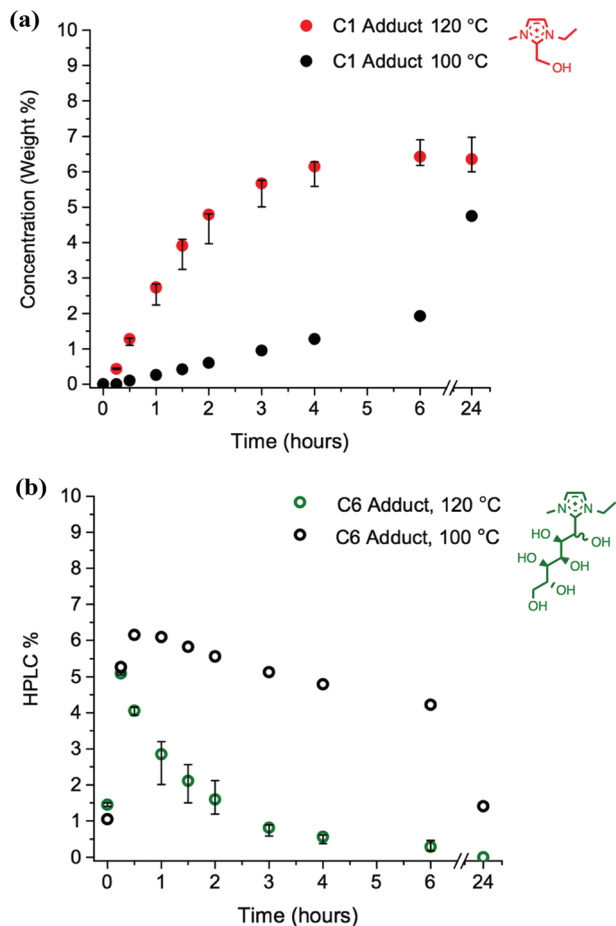 (a)
C1 Adduct 120 °C
C1 Adduct 100 °C
N + N
OH
Concentration (Weight %)
10
9
8
7
6
5
4
3
2
1
0
0 1 2 3 4 5 6 24
Time (hours)
(b)
C6 Adduct, 120 °C
C6 Adduct, 100 °C
N + N
HO OH
HO OH
HO OH
HPLC %
10
9
8
7
6
5
4
3
2
1
0
0 1 2 3 4 5 6 24
Time (hours)